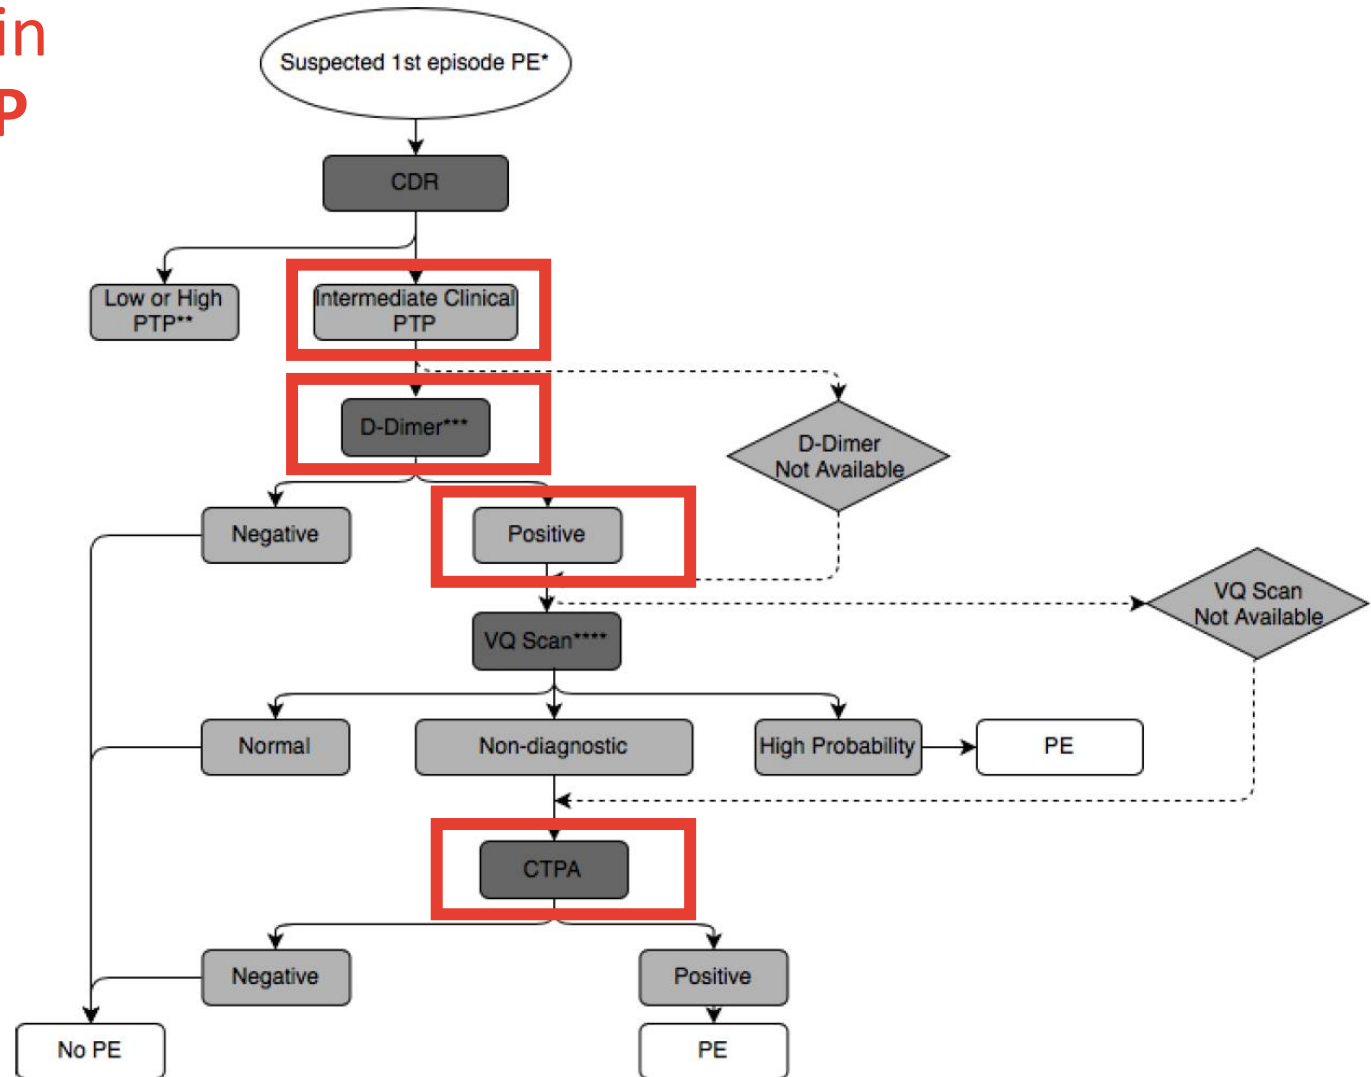 in
P
Suspected 1st episode PE*
CDR
Low or High
PTP**
Intermediate Clinical
PTP
D-Dimer***
D-Dimer
Not Available
Negative
Positive
VQ Scan
Not Available
VQ Scan****
Normal
Non-diagnostic
High Probability
PE
CTPA
Negative
Positive
No PE
PE